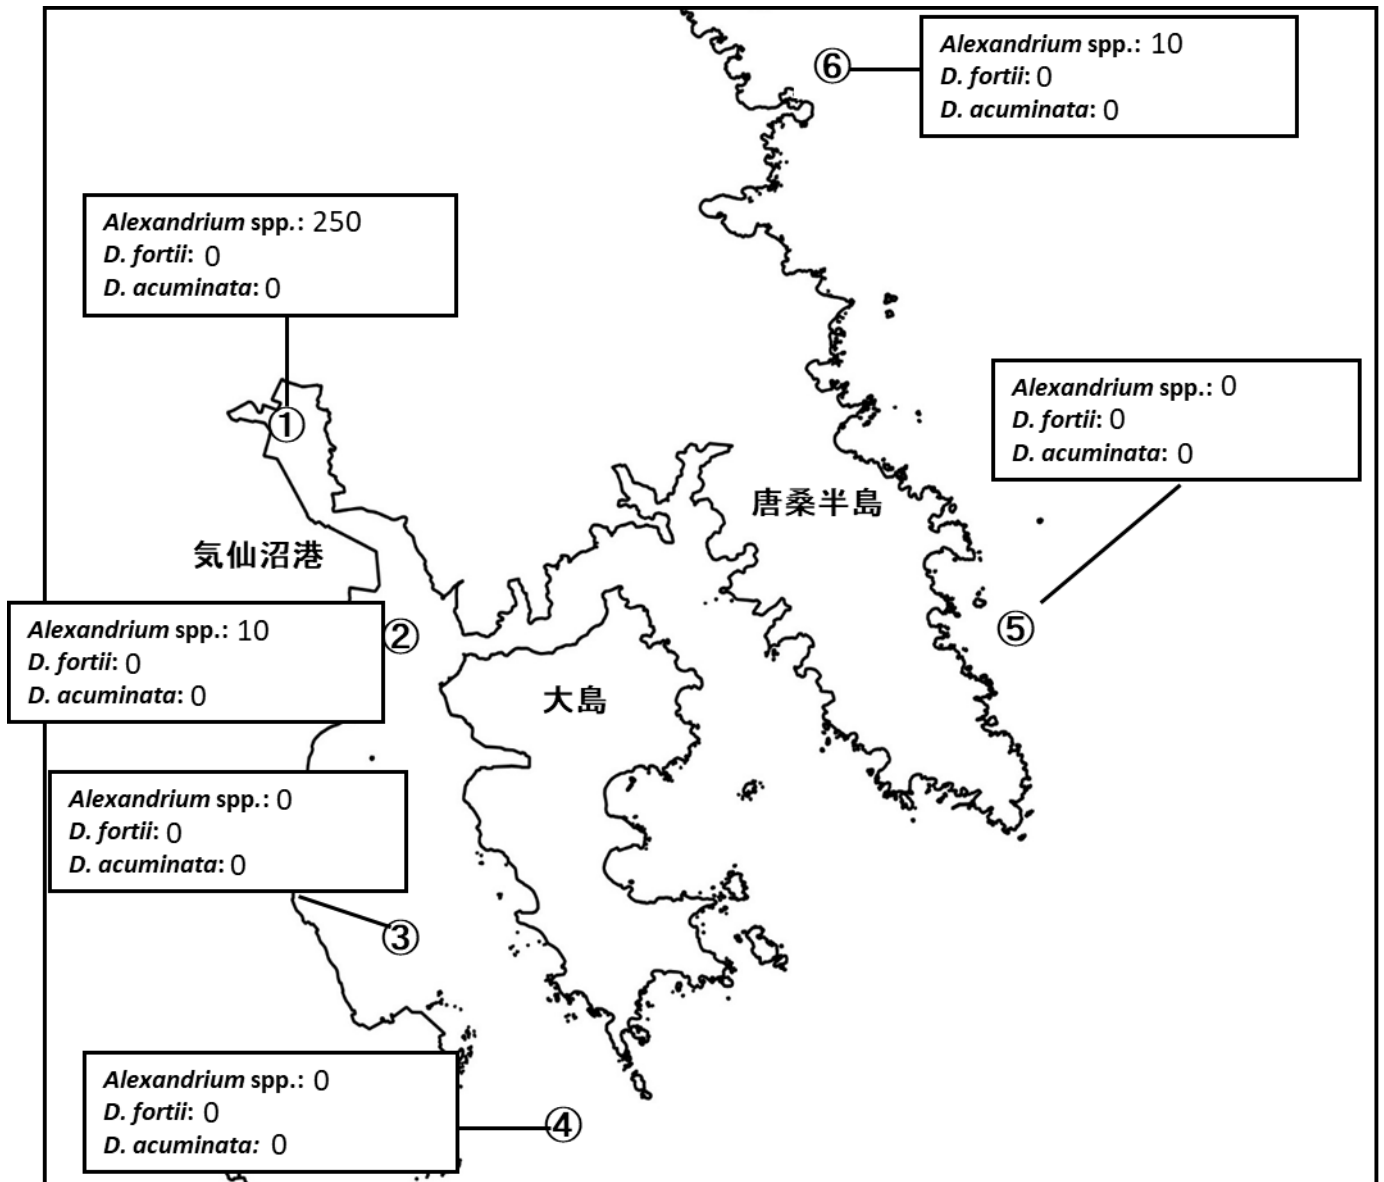 ⑥
Alexandrium spp.: 10
D. fortii: 0
D. acuminata: 0
Alexandrium spp.: 250
D. fortii: 0
D. acuminata: 0
①
Alexandrium spp.: 0
D. fortii: 0
D. acuminata: 0
唐桑半島
気仙沼港
⑤
Alexandrium spp.: 10
D. fortii: 0
D. acuminata: 0
②
大島
Alexandrium spp.: 0
D. fortii: 0
D. acuminata: 0
③
Alexandrium spp.: 0
D. fortii: 0
D. acuminata: 0
④